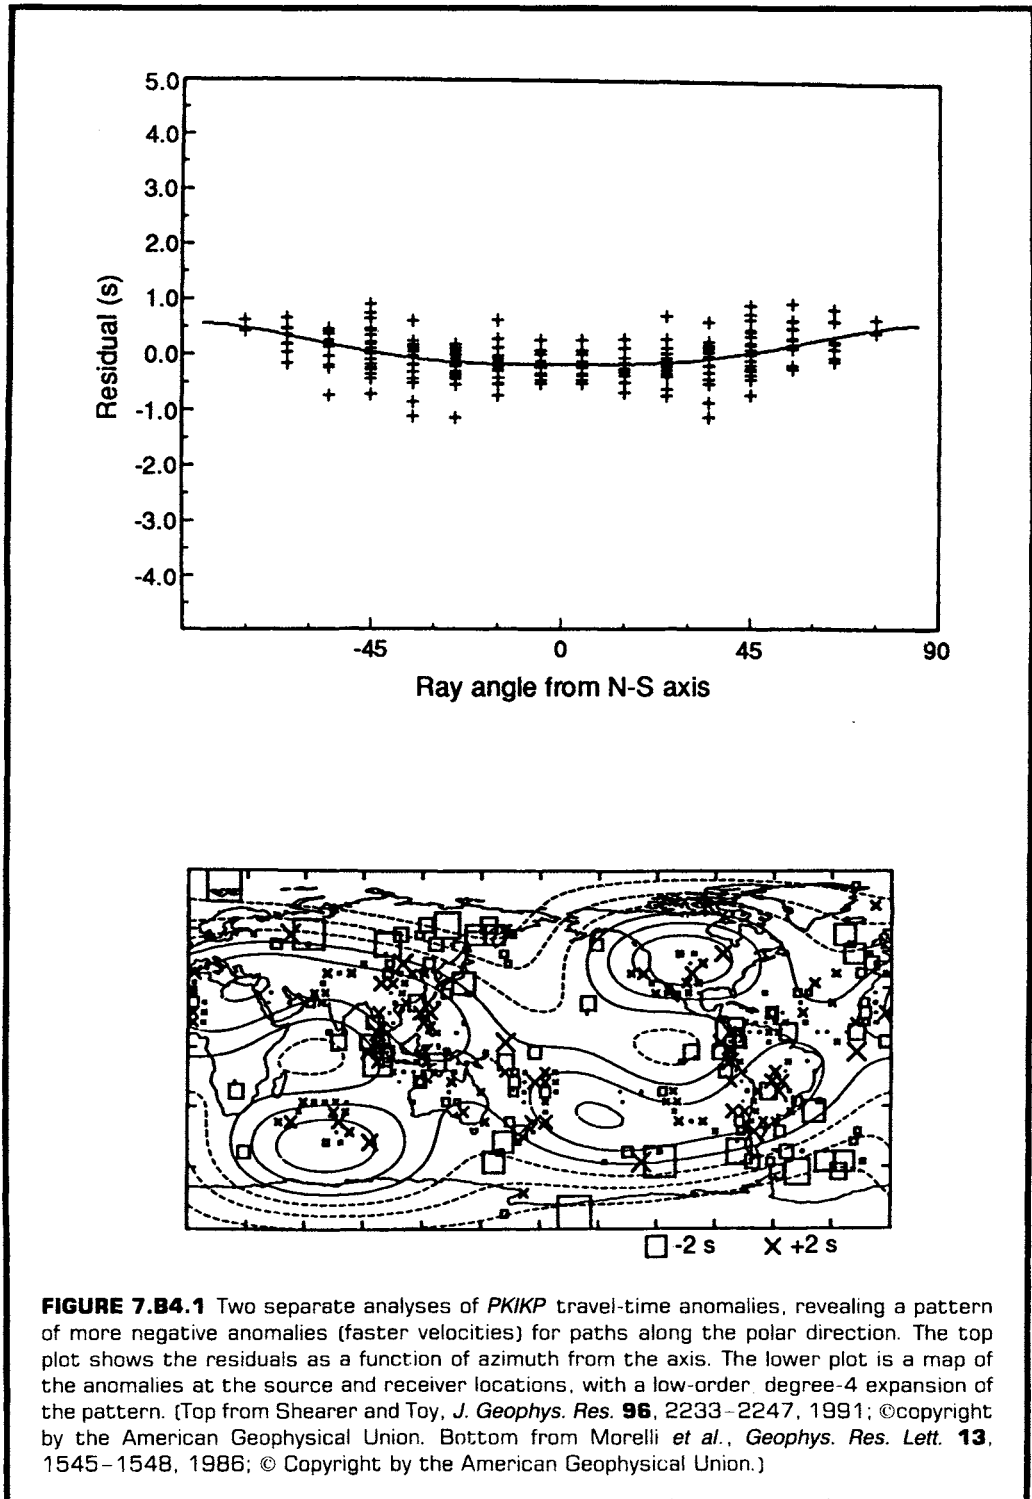 5.0
4.0
3.0
2.0
1.0
0.0
-1.0
-2.0
-3.0
-4.0
Residual (s)
-45 0 45 90
Ray angle from N-S axis
-2 s +2 s
FIGURE 7.B4.1 Two separate analyses of PKIKP travel-time anomalies, revealing a pattern
of more negative anomalies (faster velocities) for paths along the polar direction. The top
plot shows the residuals as a function of azimuth from the axis. The lower plot is a map of
the anomalies at the source and receiver locations, with a low-order degree-4 expansion of
the pattern. (Top from Shearer and Toy, J. Geophys. Res. 96, 2233–2247, 1991; ©copyright
by the American Geophysical Union. Bottom from Morelli et al., Geophys. Res. Lett. 13,
1545–1548, 1986; © Copyright by the American Geophysical Union.)